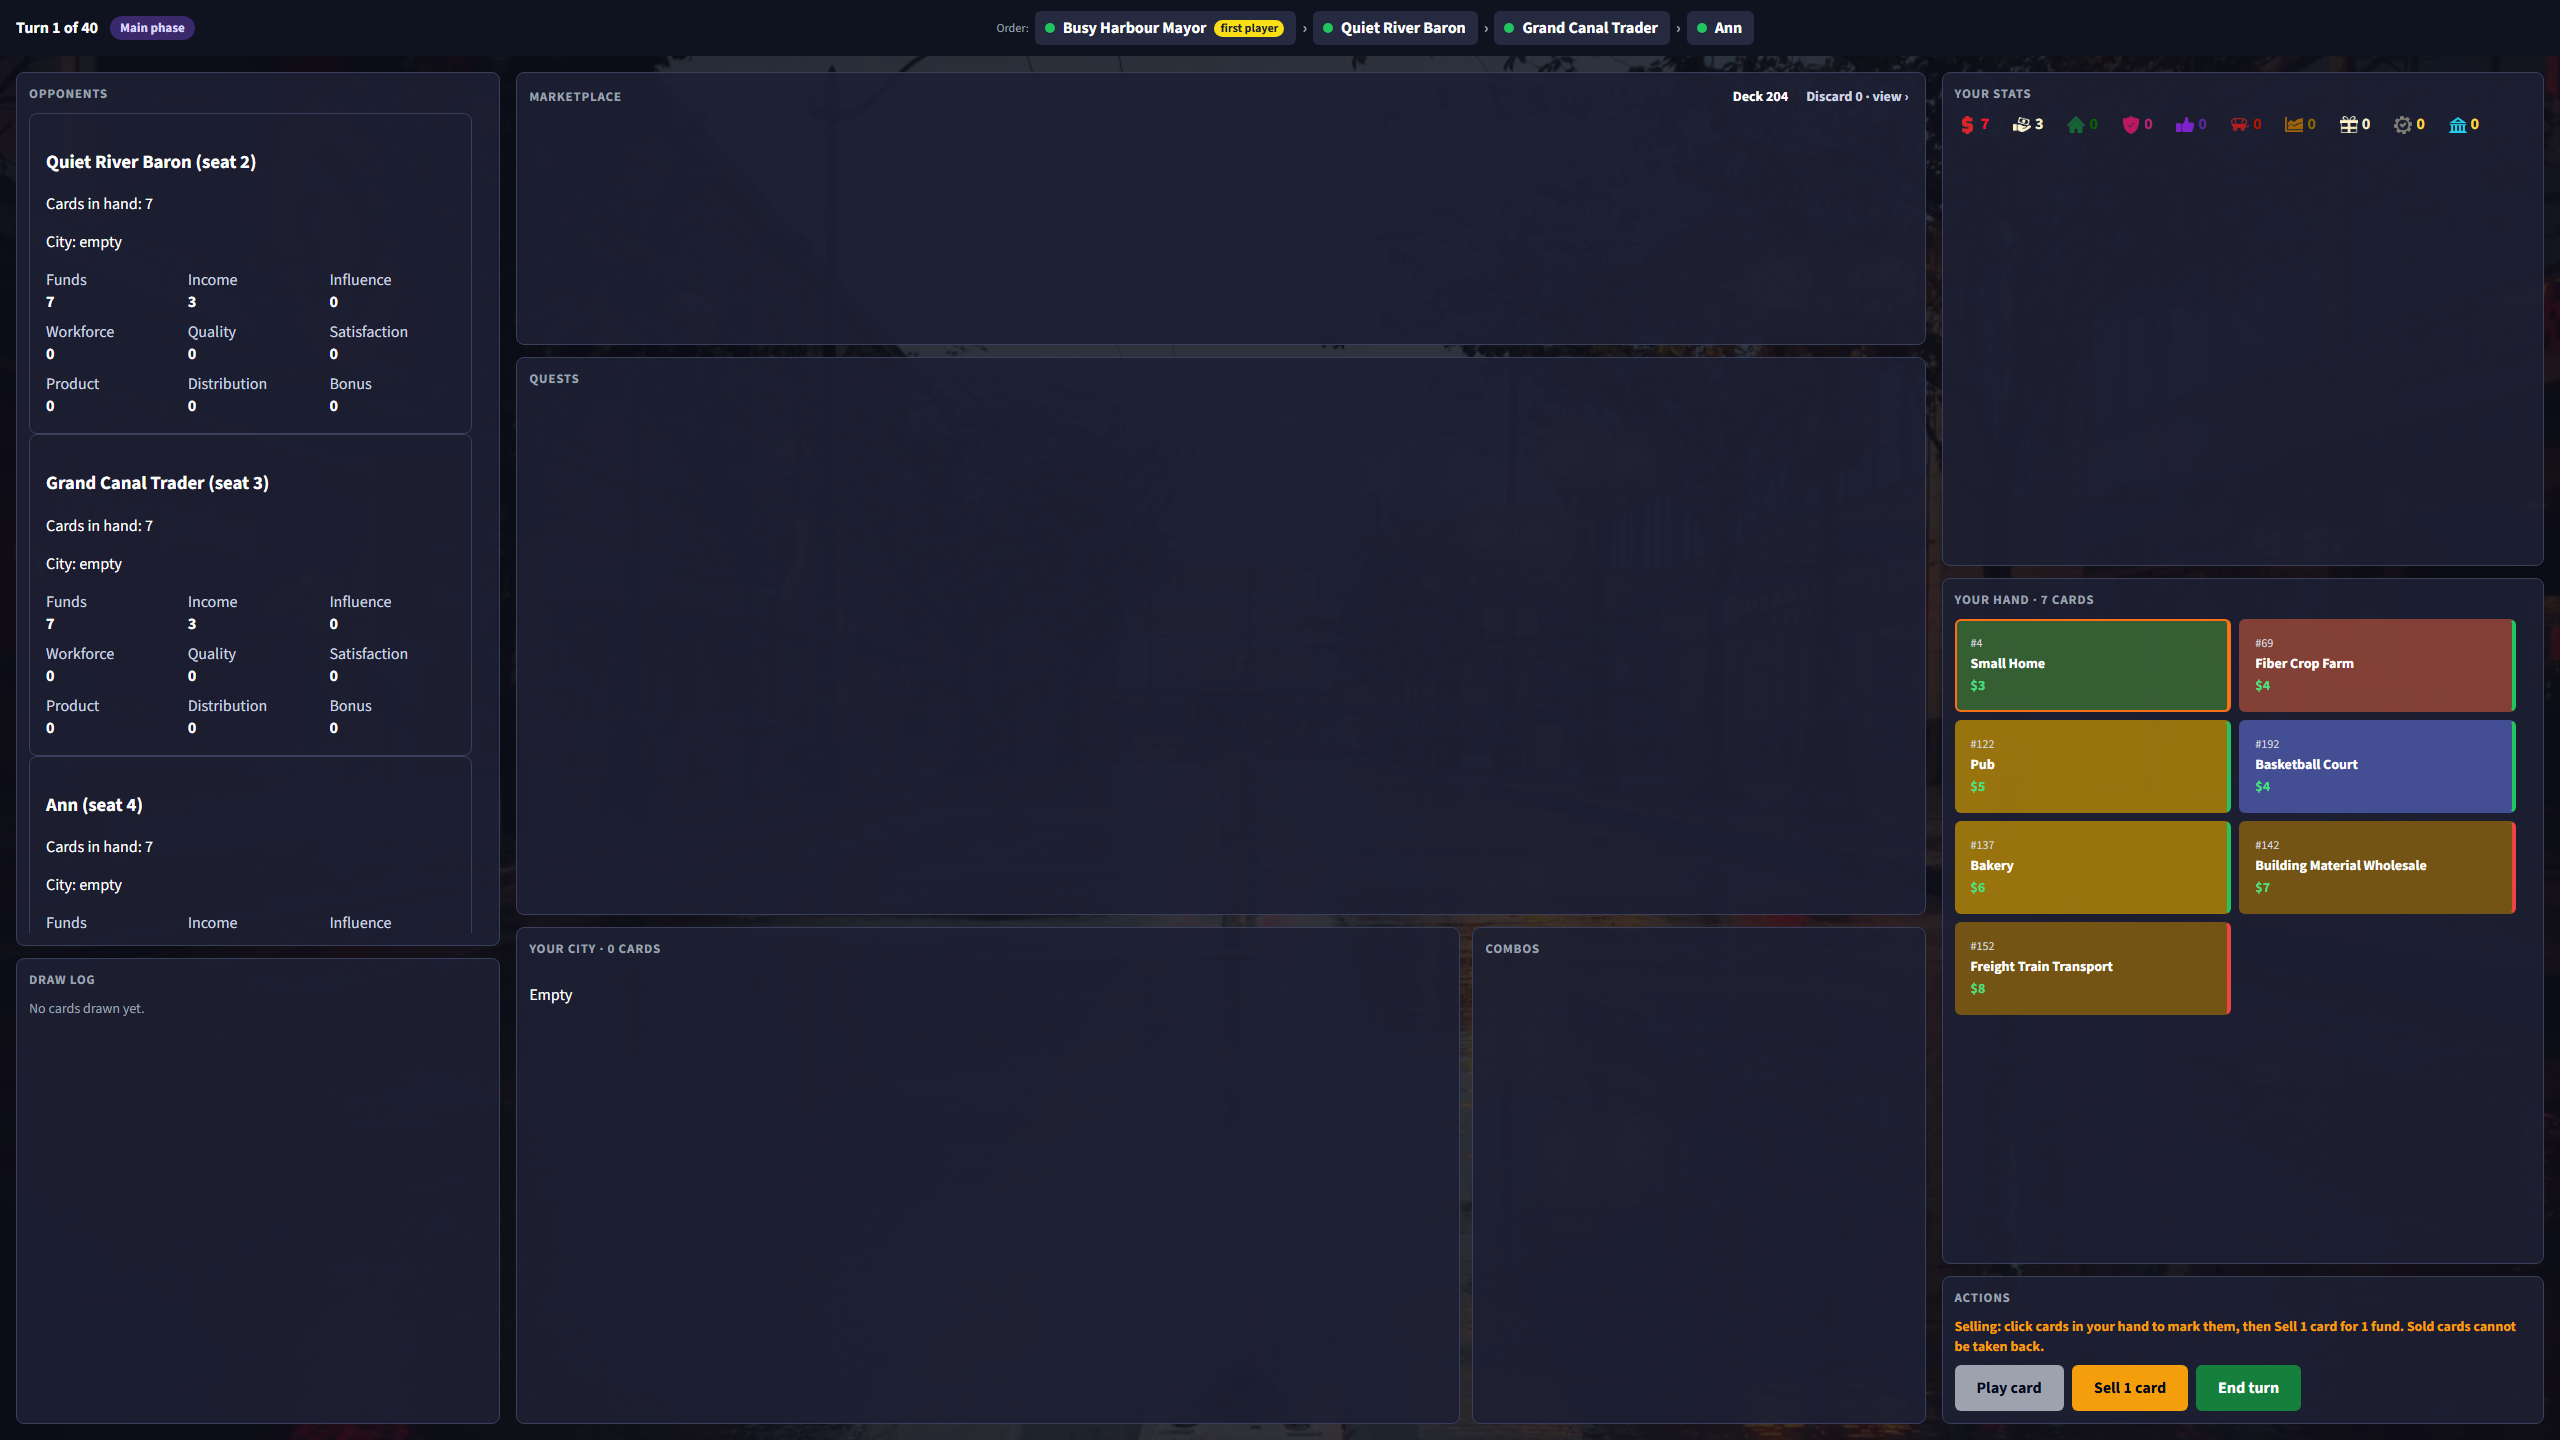 Turn 1 of 40
Main phase
Order:
Busy Harbour Mayor
first player
›
Quiet River Baron
›
Grand Canal Trader
›
Ann
OPPONENTS
Quiet River Baron (seat 2)
Cards in hand: 7
City: empty
Funds Income Influence
7 3 0
Workforce Quality Satisfaction
0 0 0
Product Distribution Bonus
0 0 0
Grand Canal Trader (seat 3)
Cards in hand: 7
City: empty
Funds Income Influence
7 3 0
Workforce Quality Satisfaction
0 0 0
Product Distribution Bonus
0 0 0
Ann (seat 4)
Cards in hand: 7
City: empty
Funds Income Influence
DRAW LOG
No cards drawn yet.
MARKETPLACE
Deck 204 Discard 0 · view ›
QUESTS
YOUR CITY · 0 CARDS
Empty
COMBOS
YOUR STATS
7 3 0 0 0 0 0 0 0 0
YOUR HAND · 7 CARDS
#4
Small Home
$3
#69
Fiber Crop Farm
$4
#122
Pub
$5
#192
Basketball Court
$4
#137
Bakery
$6
#142
Building Material Wholesale
$7
#152
Freight Train Transport
$8
ACTIONS
Selling: click cards in your hand to mark them, then Sell 1 card for 1 fund. Sold cards cannot
be taken back.
Play card
Sell 1 card
End turn